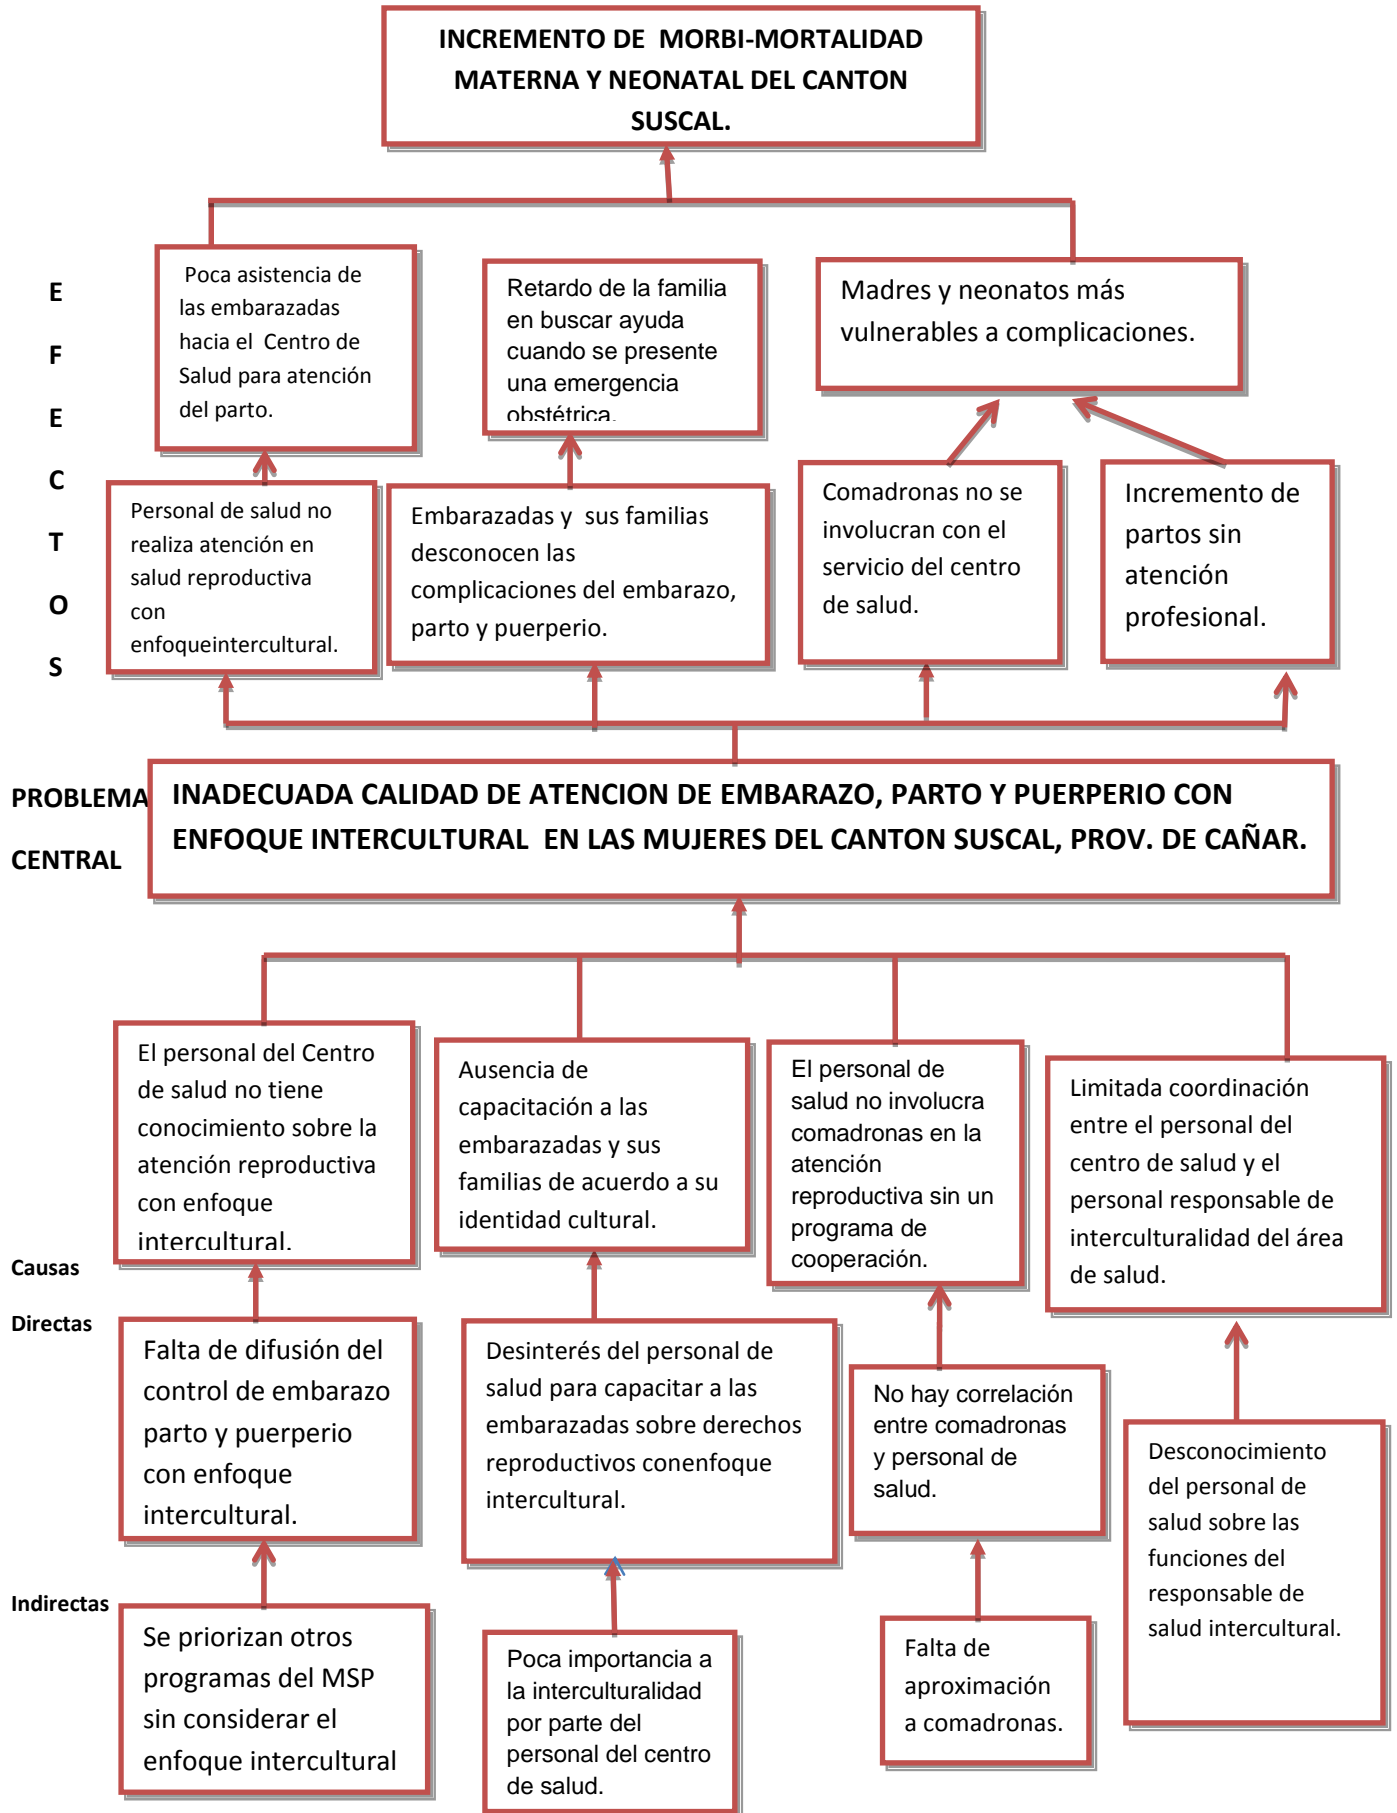 INCREMENTO DE MORBI-MORTALIDAD
MATERNA Y NEONATAL DEL CANTON
SUSCAL.
E
F
E
C
T
O
S
Poca asistencia de
las embarazadas
hacia el Centro de
Salud para atención
del parto.
Retardo de la familia
en buscar ayuda
cuando se presente
una emergencia
obstétrica.
Madres y neonatos más
vulnerables a complicaciones.
Personal de salud no
realiza atención en
salud reproductiva
con
enfoqueintercultural.
Embarazadas y sus familias
desconocen las
complicaciones del embarazo,
parto y puerperio.
Comadronas no se
involucran con el
servicio del centro
de salud.
Incremento de
partos sin
atención
profesional.
PROBLEMA
CENTRAL
INADECUADA CALIDAD DE ATENCION DE EMBARAZO, PARTO Y PUERPERIO CON
ENFOQUE INTERCULTURAL EN LAS MUJERES DEL CANTON SUSCAL, PROV. DE CAÑAR.
El personal del Centro
de salud no tiene
conocimiento sobre la
atención reproductiva
con enfoque
intercultural.
Ausencia de
capacitación a las
embarazadas y sus
familias de acuerdo a su
identidad cultural.
El personal de
salud no involucra
comadronas en la
atención
reproductiva sin un
programa de
cooperación.
Limitada coordinación
entre el personal del
centro de salud y el
personal responsable de
interculturalidad del área
de salud.
Causas
Directas
Falta de difusión del
control de embarazo
parto y puerperio
con enfoque
intercultural.
Desinterés del personal de
salud para capacitar a las
embarazadas sobre derechos
reproductivos conenfoque
intercultural.
No hay correlación
entre comadronas
y personal de
salud.
Desconocimiento
del personal de
salud sobre las
funciones del
responsable de
salud intercultural.
Indirectas
Se priorizan otros
programas del MSP
sin considerar el
enfoque intercultural
Poca importancia a
la interculturalidad
por parte del
personal del centro
de salud.
Falta de
aproximación
a comadronas.